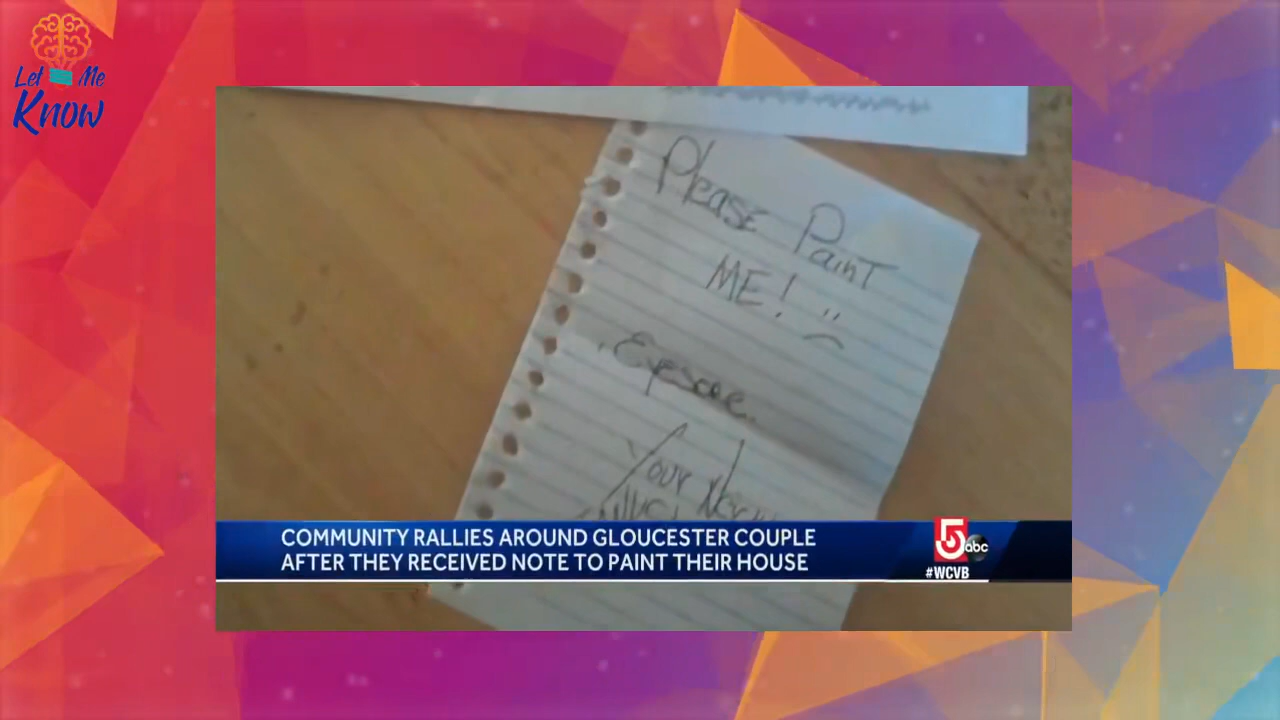 Let Me
Know
Please Paint
ME! :(
Eyesore.
Your
COMMUNITY RALLIES AROUND GLOUCESTER COUPLE
AFTER THEY RECEIVED NOTE TO PAINT THEIR HOUSE
5
abc
#WCVB